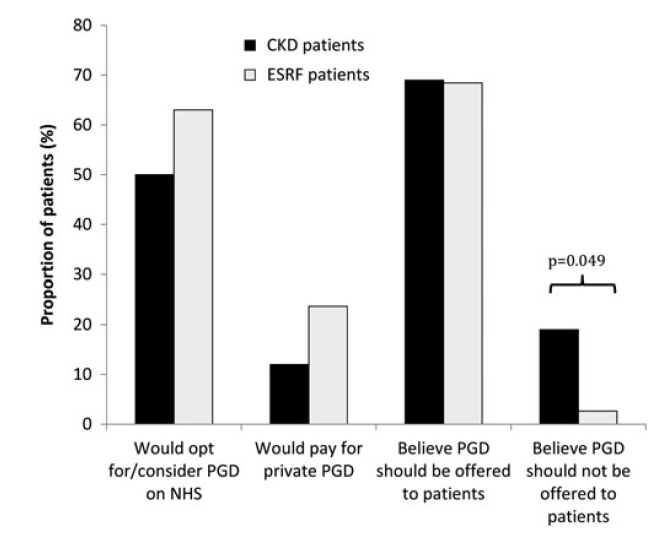 80
70
60
50
40
30
20
10
0
Proportion of patients (%)
CKD patients
ESRF patients
p=0.049
Would opt
for/consider PGD
on NHS
Would pay for
private PGD
Believe PGD
should be offered
to patients
Believe PGD
should not be
offered to
patients